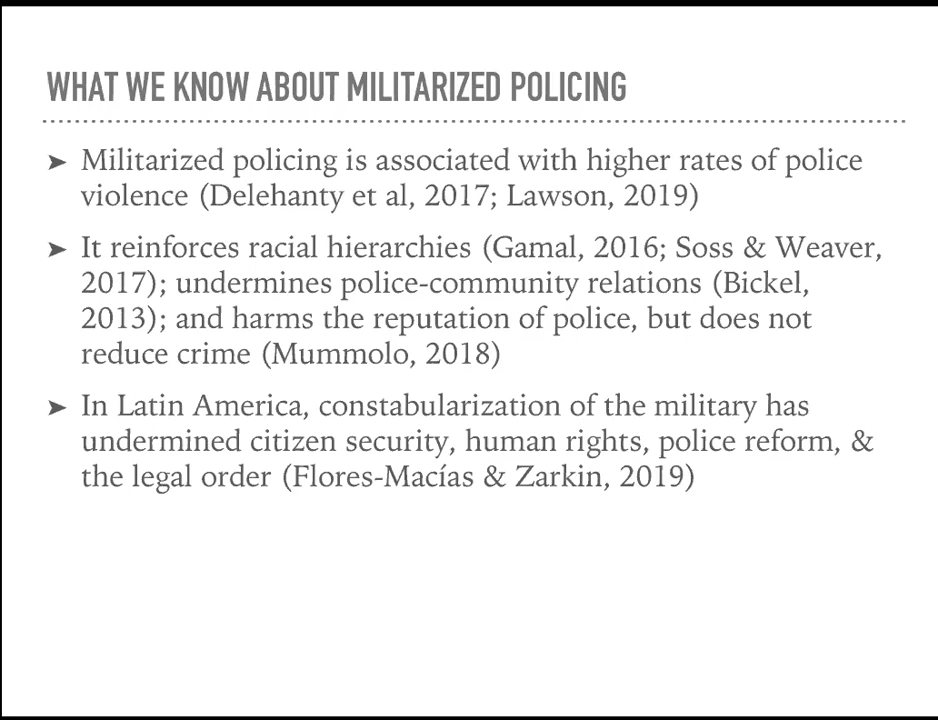 WHAT WE KNOW ABOUT MILITARIZED POLICING
➤ Militarized policing is associated with higher rates of police
violence (Delehanty et al, 2017; Lawson, 2019)
➤ It reinforces racial hierarchies (Gamal, 2016; Soss & Weaver,
2017); undermines police-community relations (Bickel,
2013); and harms the reputation of police, but does not
reduce crime (Mummolo, 2018)
➤ In Latin America, constabularization of the military has
undermined citizen security, human rights, police reform, &
the legal order (Flores-Macías & Zarkin, 2019)